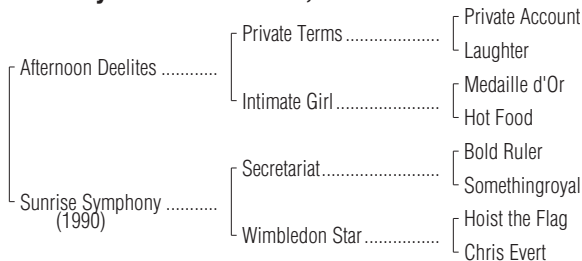 Private Account
Private Terms .....................
Laughter
Afternoon Deelites ............
Medaille d'Or
Intimate Girl .......................
Hot Food
Bold Ruler
Secretariat..........................
Somethingroyal
Sunrise Symphony ...........
(1990)
Hoist the Flag
Wimbledon Star.................
Chris Evert